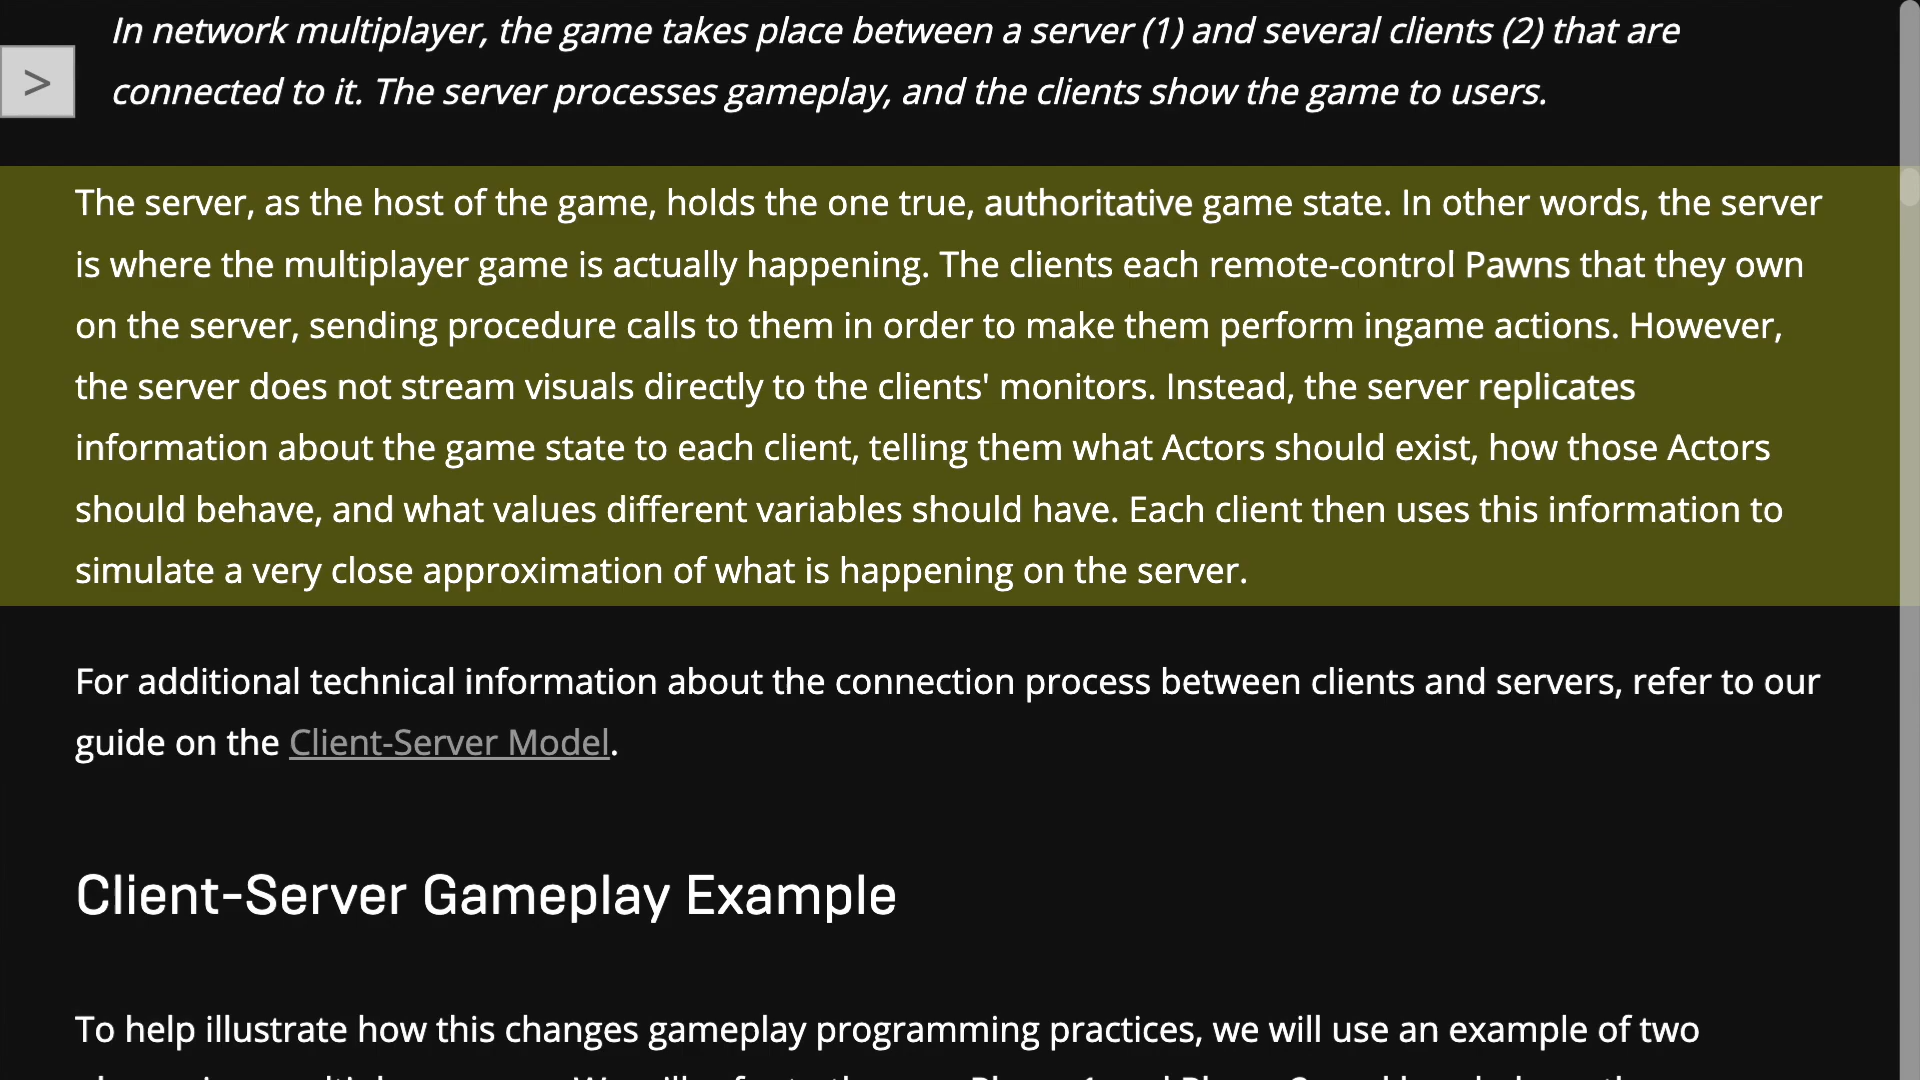 In network multiplayer, the game takes place between a server (1) and several clients (2) that are
>
connected to it. The server processes gameplay, and the clients show the game to users.
The server, as the host of the game, holds the one true, authoritative game state. In other words, the server
is where the multiplayer game is actually happening. The clients each remote-control Pawns that they own
on the server, sending procedure calls to them in order to make them perform ingame actions. However,
the server does not stream visuals directly to the clients' monitors. Instead, the server replicates
information about the game state to each client, telling them what Actors should exist, how those Actors
should behave, and what values different variables should have. Each client then uses this information to
simulate a very close approximation of what is happening on the server.
For additional technical information about the connection process between clients and servers, refer to our
guide on the Client-Server Model.
Client-Server Gameplay Example
To help illustrate how this changes gameplay programming practices, we will use an example of two